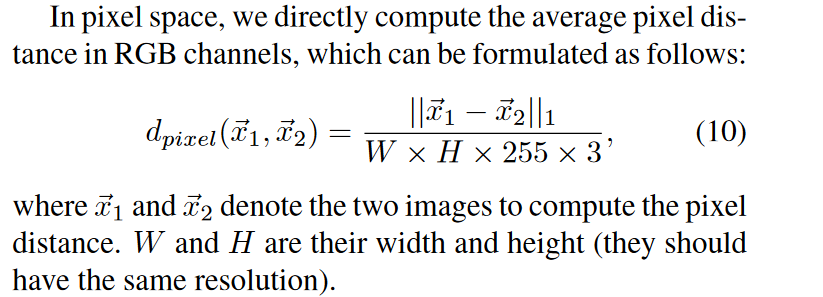 In pixel space, we directly compute the average pixel dis-
tance in RGB channels, which can be formulated as follows:
d_{pixel}(\vec{x}_1, \vec{x}_2) = \frac{||\vec{x}_1 - \vec{x}_2||_1}{W \times H \times 255 \times 3}, (10)
where \vec{x}_1 and \vec{x}_2 denote the two images to compute the pixel
distance. W and H are their width and height (they should
have the same resolution).